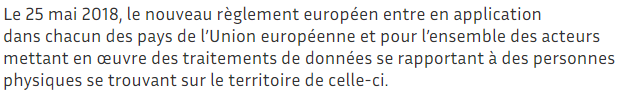 Le 25 mai 2018, le nouveau règlement européen entre en application
dans chacun des pays de l’Union européenne et pour l’ensemble des acteurs
mettant en œuvre des traitements de données se rapportant à des personnes
physiques se trouvant sur le territoire de celle-ci.